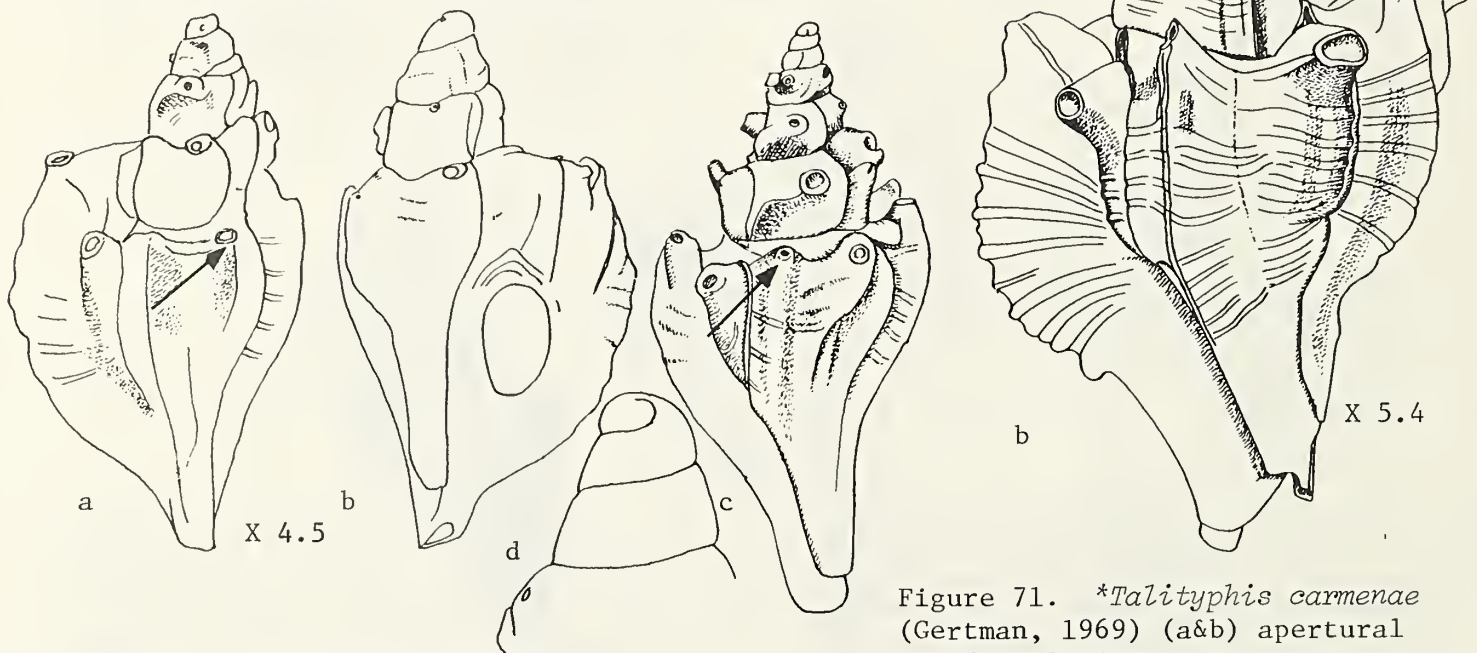 a
X 4.5
b
d
c
b
X 5.4
Figure 71. *Talityphis carmenae
(Gertman, 1969) (a&b) apertural